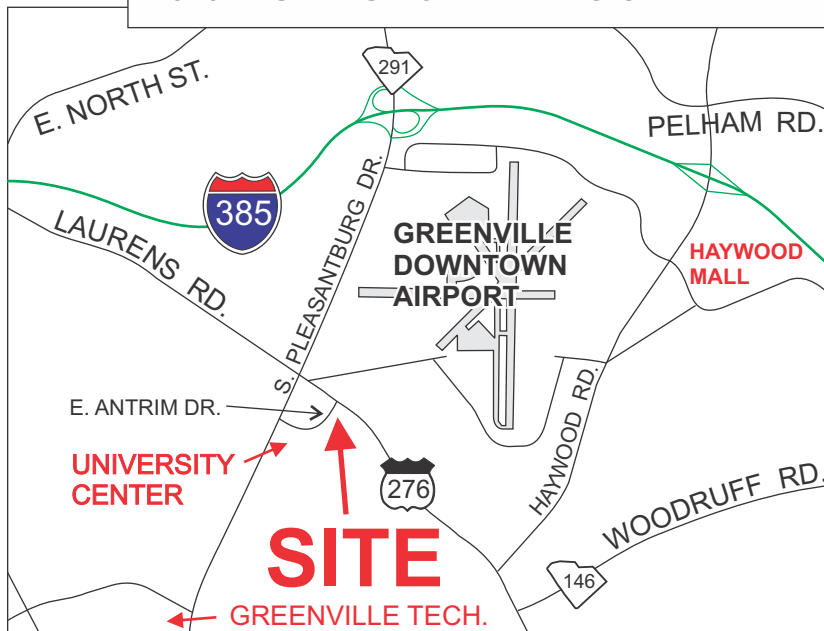 291
E. NORTH ST.
PELHAM RD.
385
S. PLEASANTBURG DR.
LAURENS RD.
GREENVILLE
DOWNTOWN
AIRPORT
HAYWOOD
MALL
E. ANTRIM DR.
HAYWOOD RD.
UNIVERSITY
CENTER
276
WOODRUFF RD.
SITE
146
GREENVILLE TECH.